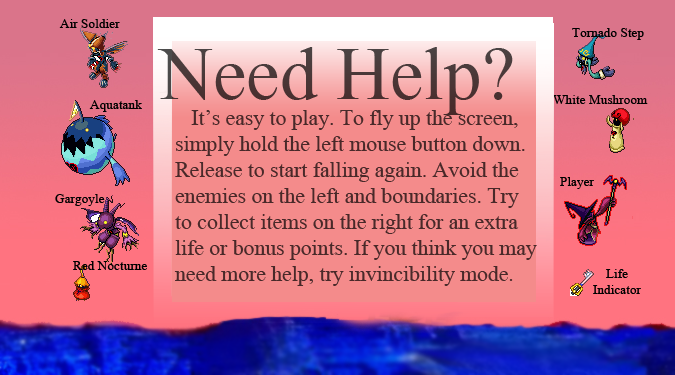 Air Soldier
Aquatank
Gargoyle
Red Nocturne
Need Help?
It's easy to play. To fly up the screen,
simply hold the left mouse button down.
Release to start falling again. Avoid the
enemies on the left and boundaries. Try
to collect items on the right for an extra
life or bonus points. If you think you may
need more help, try invincibility mode.
Tornado Step
White Mushroom
Player
Life
Indicator